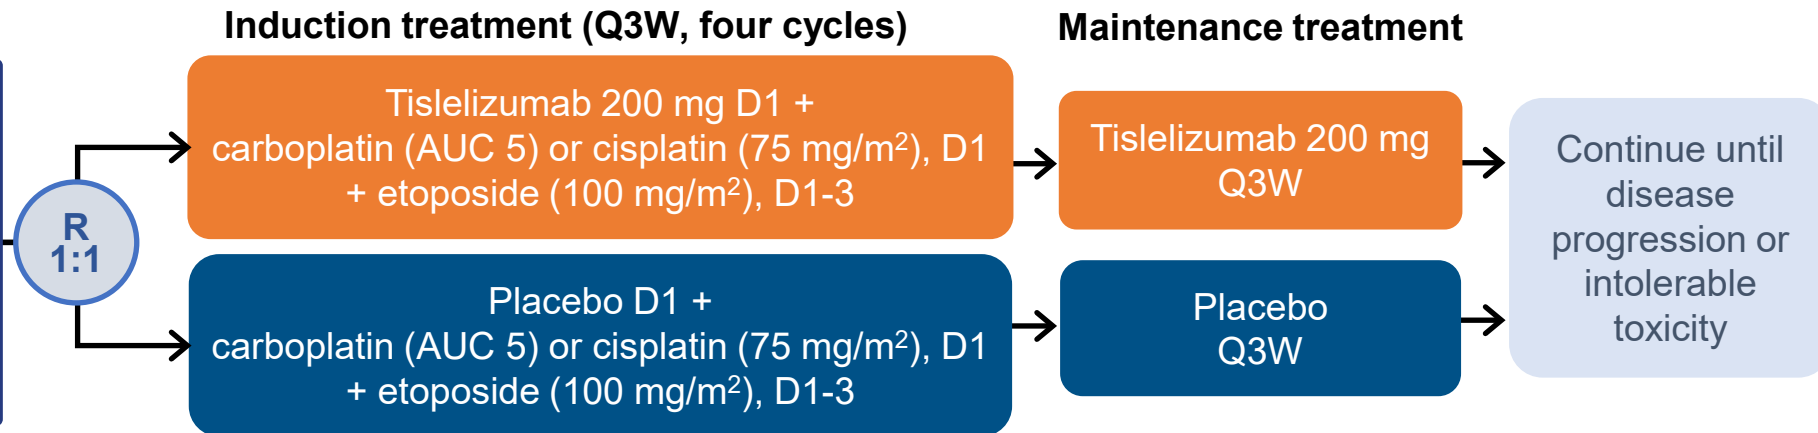 Induction treatment (Q3W, four cycles)
Maintenance treatment
R
1:1
Tislelizumab 200 mg D1 +
carboplatin (AUC 5) or cisplatin (75 mg/m²), D1
+ etoposide (100 mg/m²), D1-3
Tislelizumab 200 mg
Q3W
Placebo D1 +
carboplatin (AUC 5) or cisplatin (75 mg/m²), D1
+ etoposide (100 mg/m²), D1-3
Placebo
Q3W
Continue until
disease
progression or
intolerable
toxicity